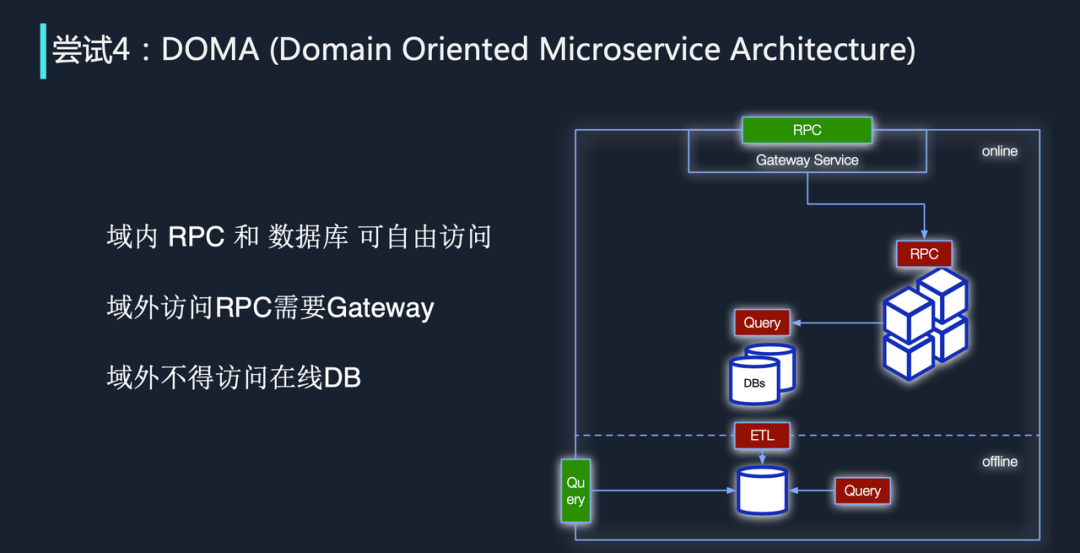 尝试4：DOMA (Domain Oriented Microservice Architecture)
域内 RPC 和 数据库 可自由访问
域外访问RPC需要Gateway
域外不得访问在线DB
RPC
Gateway Service
online
RPC
Query
DBs
ETL
offline
Qu
ery
Query